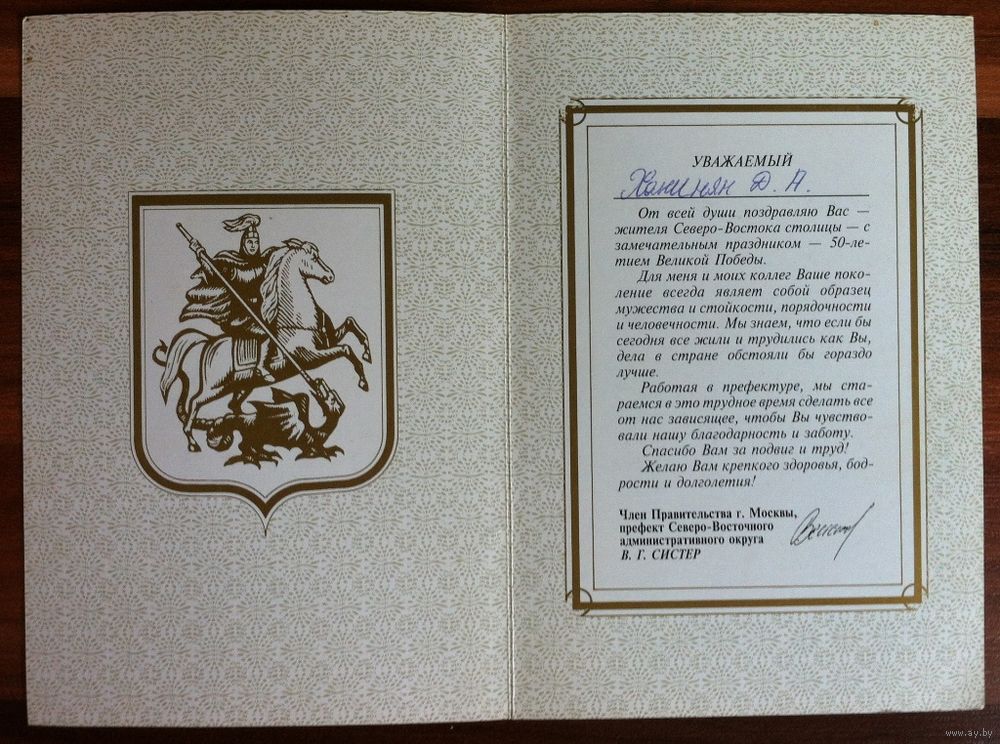 УВАЖАЕМЫЙ
Д. А.
От всей души поздравляю Вас —
жителя Северо-Востока столицы — с
замечательным праздником — 50-ле-
тием Великой Победы.
Для меня и моих коллег Ваше поко-
ление всегда являет собой образец
мужества и стойкости, порядочности
и человечности. Мы знаем, что если бы
сегодня все жили и трудились как Вы,
дела в стране обстояли бы гораздо
лучше.
Работая в префектуре, мы ста-
раемся в это трудное время сделать все
от нас зависящее, чтобы Вы чувство-
вали нашу благодарность и заботу.
Спасибо Вам за подвиг и труд!
Желаю Вам крепкого здоровья, бод-
рости и долголетия!
Член Правительства г. Москвы,
префект Северо-Восточного
административного округа
В. Г. СИСТЕР
www.ay.by